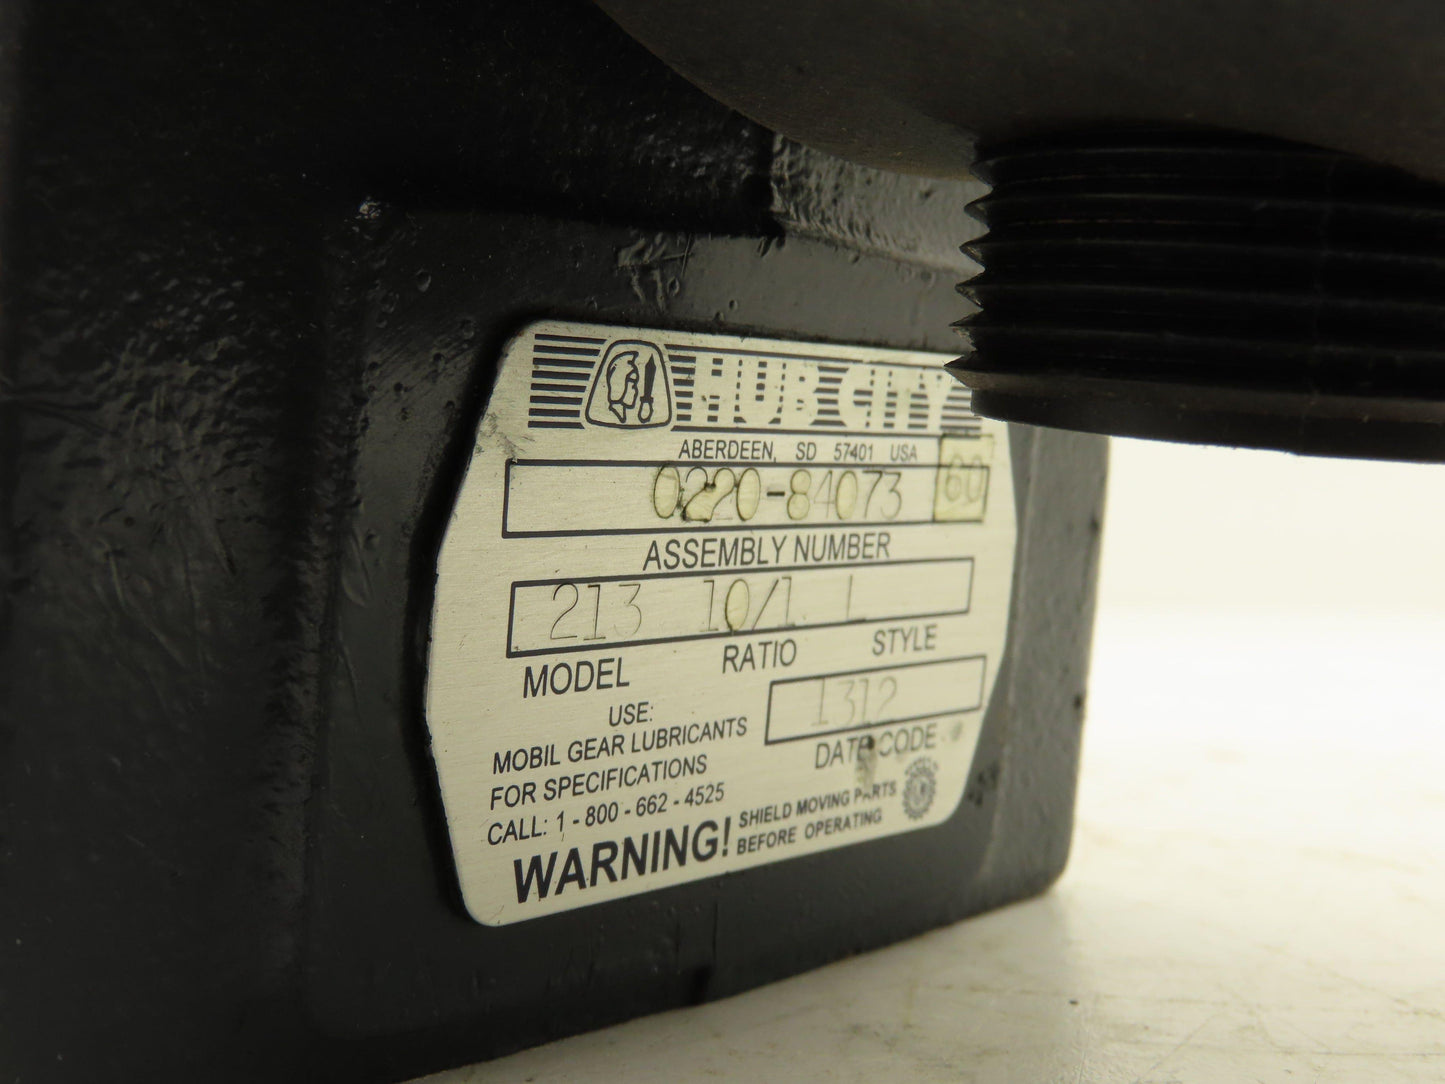 HUB CITY
ABERDEEN, SD 57401 USA
0220-84073 60
ASSEMBLY NUMBER
213 10/1 L
MODEL RATIO STYLE
1312
DATE CODE
USE:
MOBIL GEAR LUBRICANTS
FOR SPECIFICATIONS
CALL: 1 - 800 - 662 - 4525
WARNING! SHIELD MOVING PARTS
BEFORE OPERATING